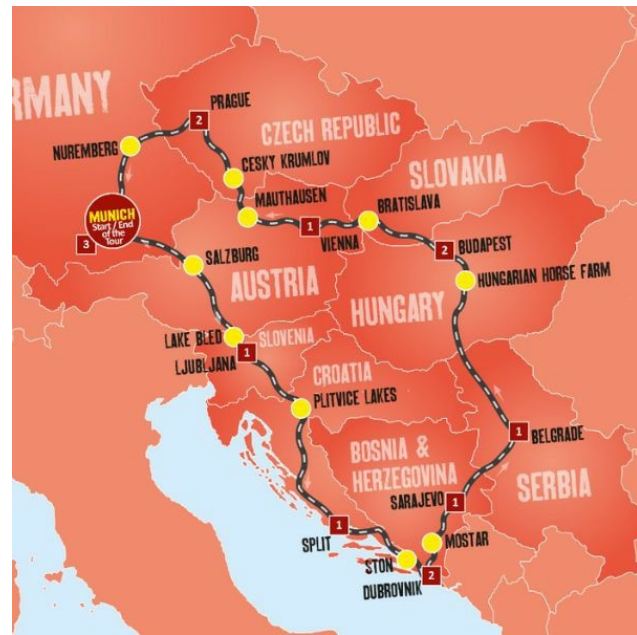 RMANY
PRAGUE
2
CZECH REPUBLIC
NUREMBERG
CESKY KRUMLOV
SLOVAKIA
MAUTHAUSEN
BRATISLAVA
MUNICH
Start / End
of the
Tour
3
1
VIENNA
2
BUDAPEST
SALZBURG
HUNGARIAN HORSE FARM
AUSTRIA
HUNGARY
LAKE BLED
SLOVENIA
LJUBLJANA
1
CROATIA
PLITVICE LAKES
1
BELGRADE
BOSNIA &
HERZEGOVINA
SERBIA
SARAJEVO
1
1
SPLIT
MOSTAR
STON
DUBROVNIK
2